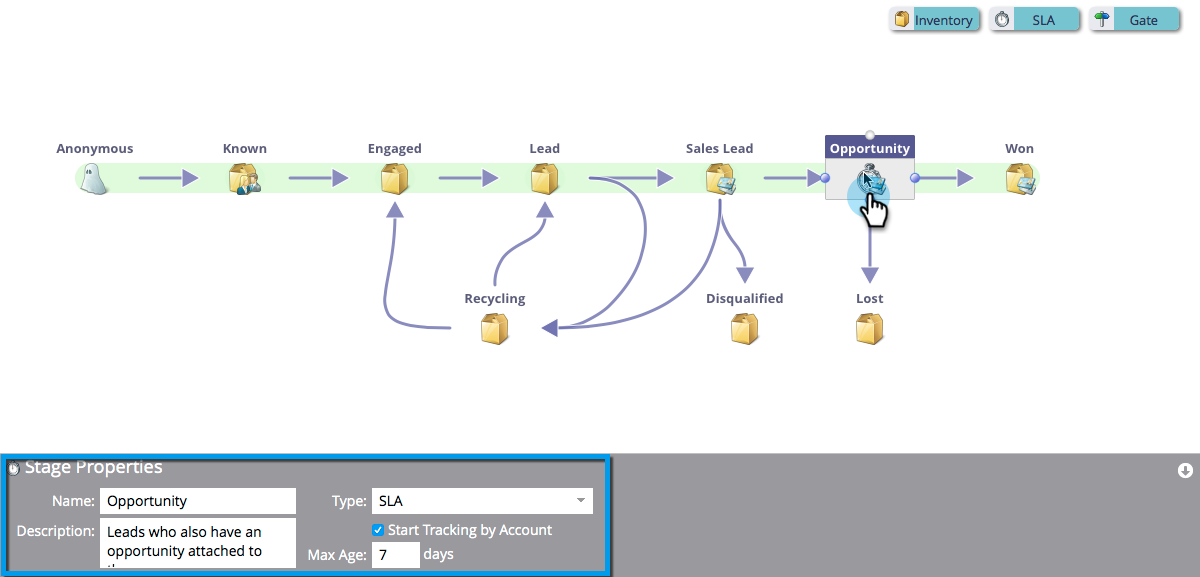 Inventory SLA Gate
Anonymous Known Engaged Lead Sales Lead Opportunity Won
Recycling Disqualified Lost
Stage Properties
Name: Opportunity Type: SLA
Description: Leads who also have an
opportunity attached to
Start Tracking by Account
Max Age: 7 days